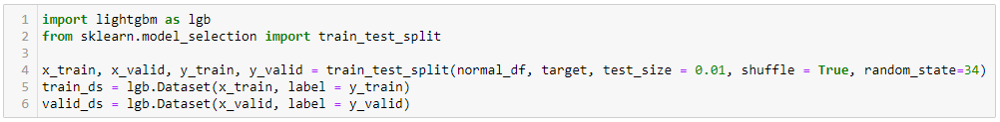 1 import lightgbm as lgb
2 from sklearn.model_selection import train_test_split
3
4 x_train, x_valid, y_train, y_valid = train_test_split(normal_df, target, test_size = 0.01, shuffle = True, random_state=34)
5 train_ds = lgb.Dataset(x_train, label = y_train)
6 valid_ds = lgb.Dataset(x_valid, label = y_valid)